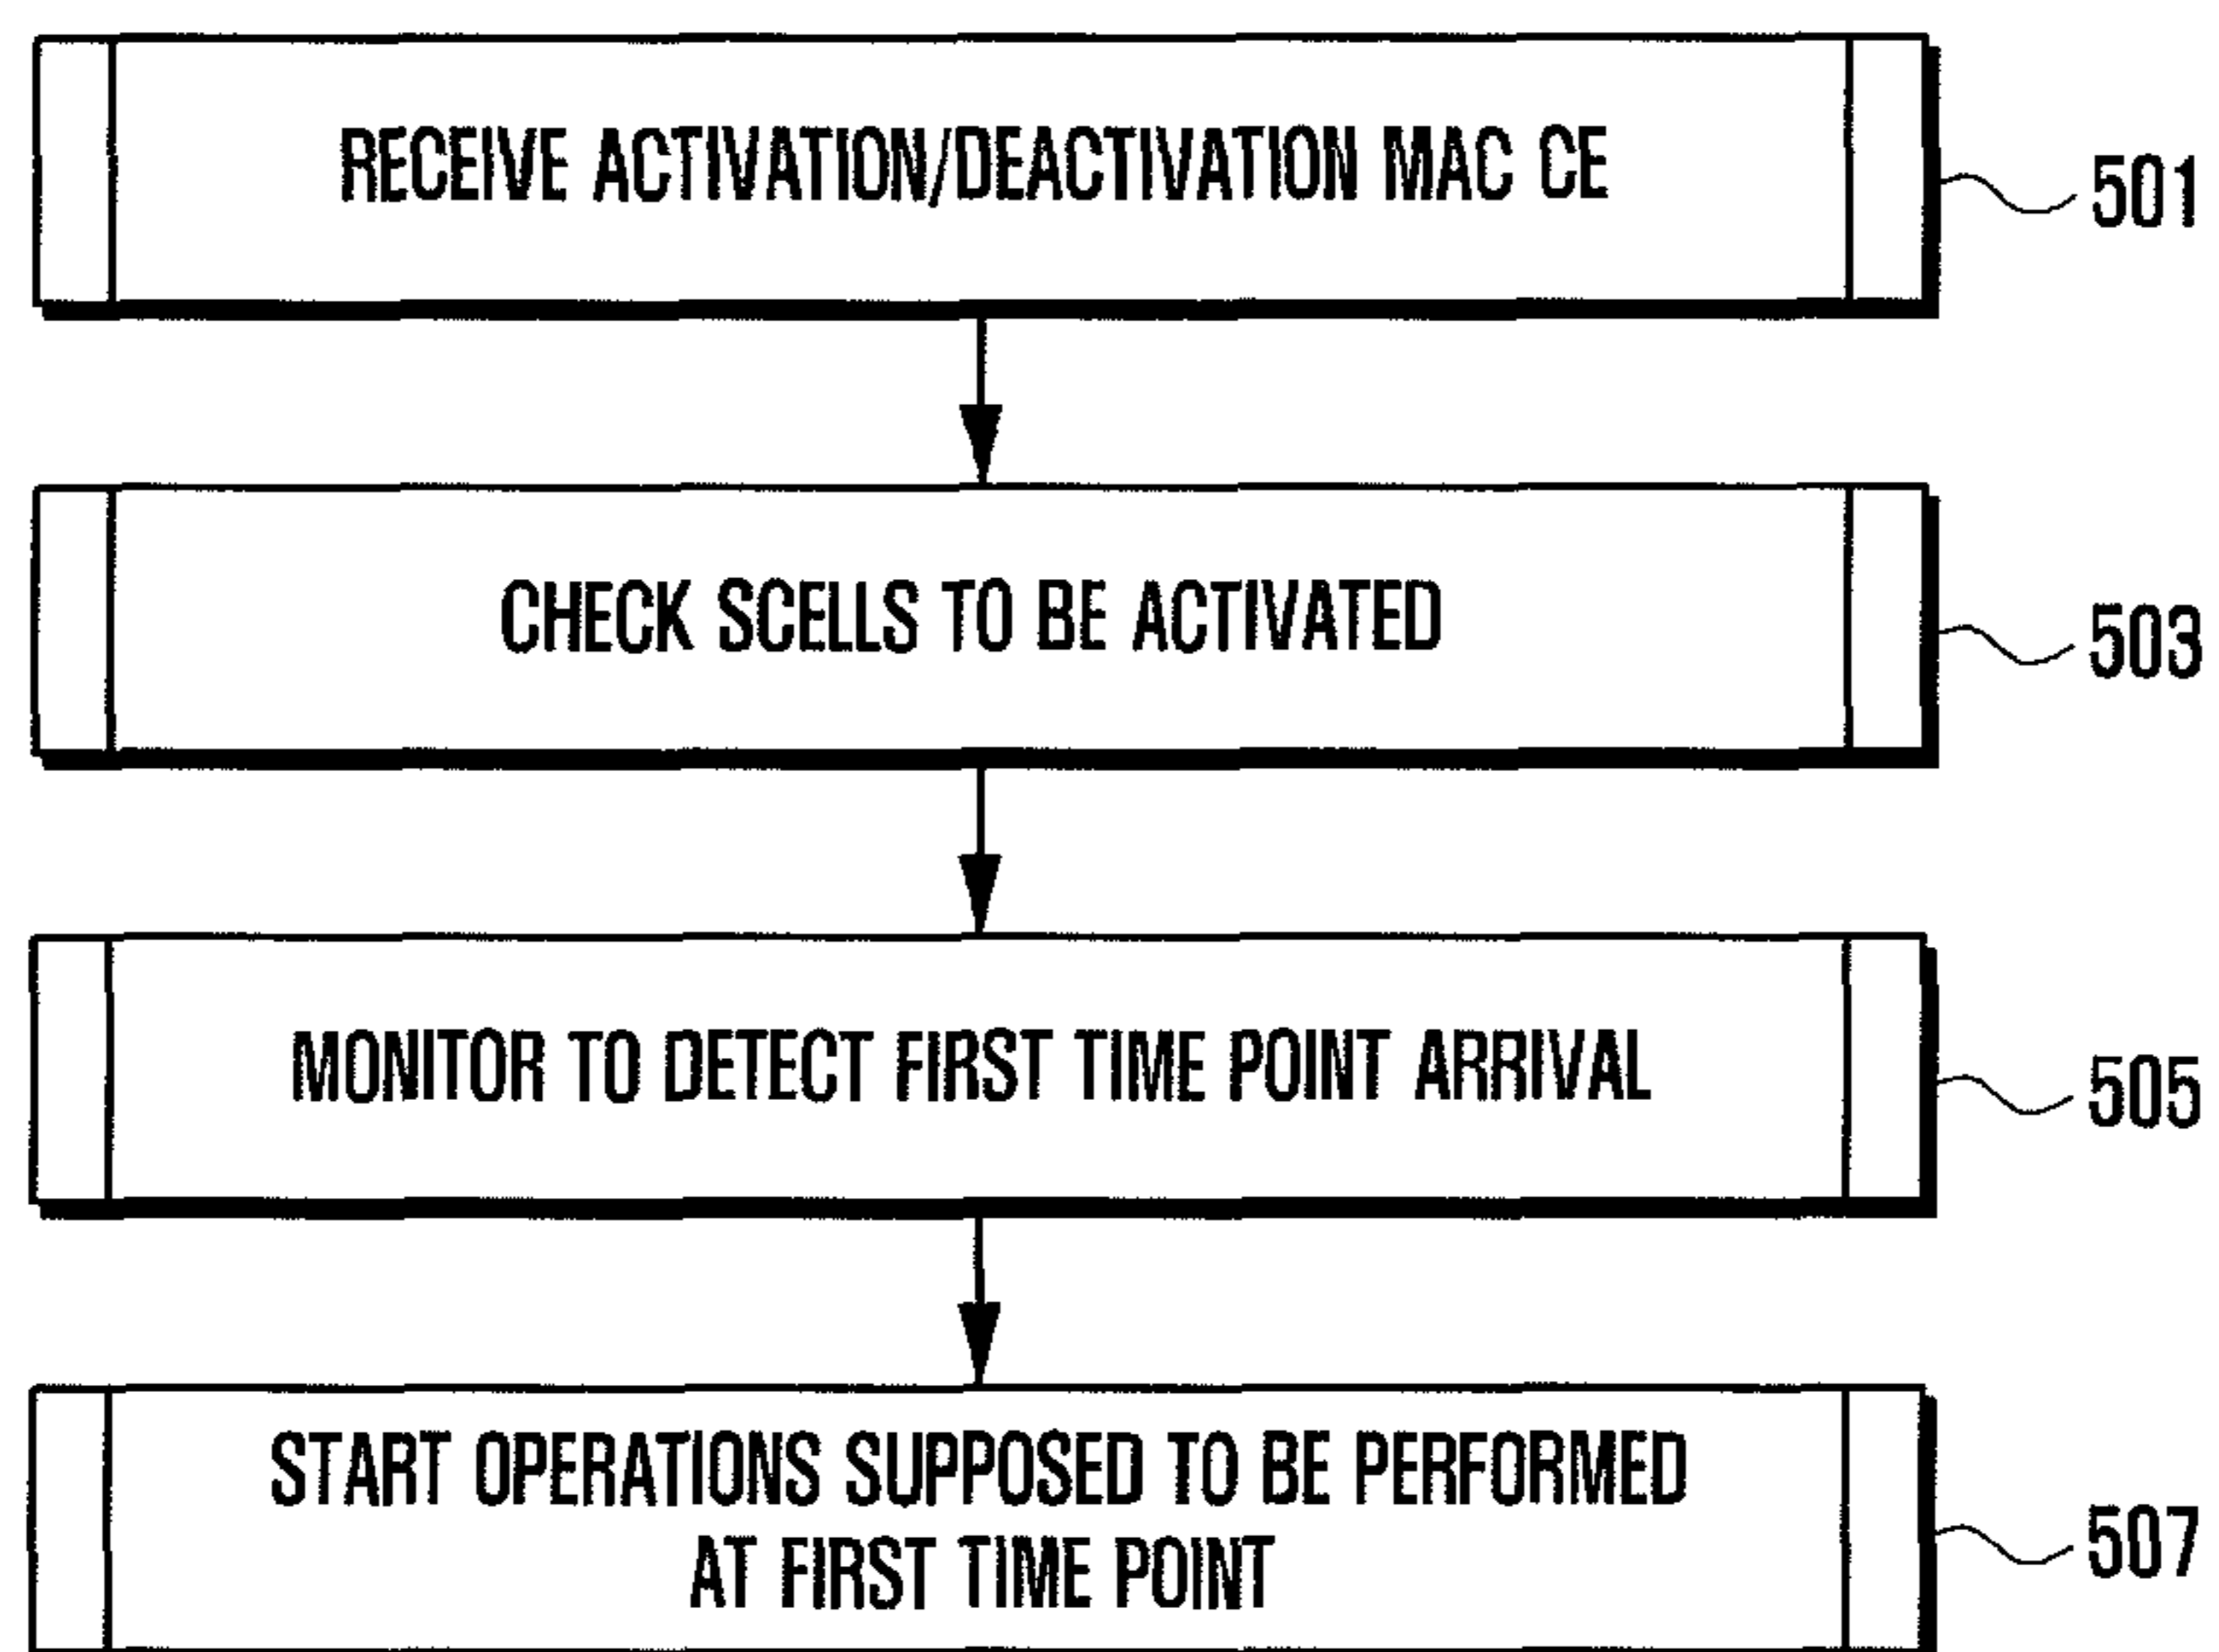 RECEIVE ACTIVATION/DEACTIVATION MAC CE
501
CHECK SCELLS TO BE ACTIVATED
503
MONITOR TO DETECT FIRST TIME POINT ARRIVAL
505
START OPERATIONS SUPPOSED TO BE PERFORMED
AT FIRST TIME POINT
507